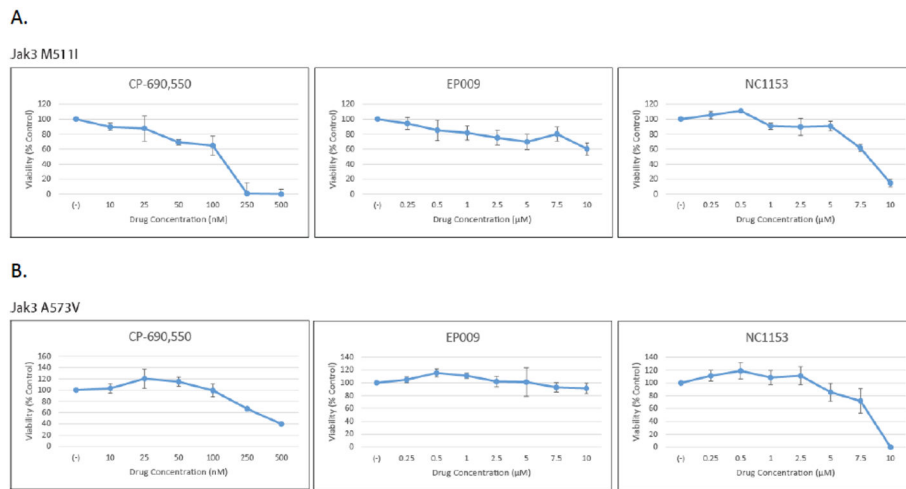 A.
Jak3 M511I
CP-690,550
Viability (% Control)
120
100
80
60
40
20
0
(-) 10 25 50 100 250 500
Drug Concentration (nM)
EP009
Viability (% Control)
120
100
80
60
40
20
0
(-) 0.25 0.5 1 2.5 5 7.5 10
Drug Concentration (µM)
NC1153
Viability (% Control)
120
100
80
60
40
20
0
(-) 0.25 0.5 1 2.5 5 7.5 10
Drug Concentration (µM)
B.
Jak3 A573V
CP-690,550
Viability (% Control)
160
140
120
100
80
60
40
20
0
(-) 10 25 50 100 250 500
Drug Concentration (nM)
EP009
Viability (% Control)
140
120
100
80
60
40
20
0
(-) 0.25 0.5 1 2.5 5 7.5 10
Drug Concentration (µM)
NC1153
Viability (% Control)
140
120
100
80
60
40
20
0
(-) 0.25 0.5 1 2.5 5 7.5 10
Drug Concentration (µM)